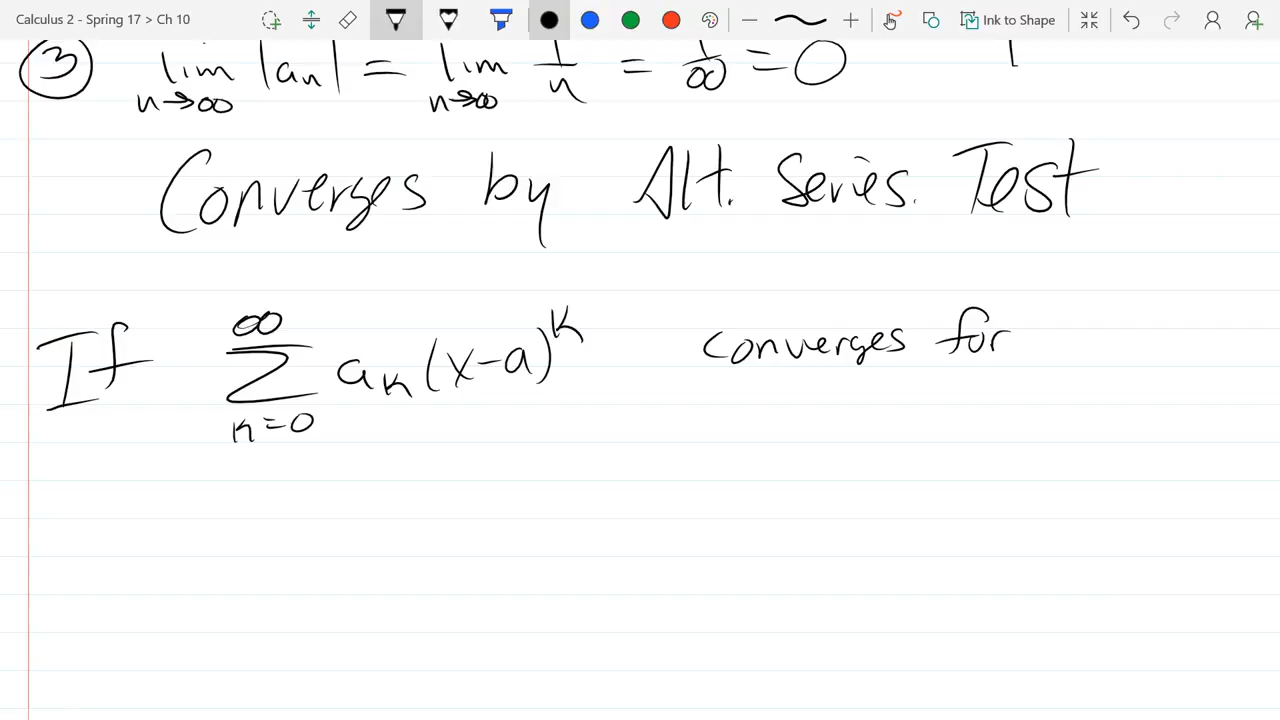 Calculus 2 - Spring 17 > Ch 10
Ink to Shape
③ lim n→∞ |an| = lim n→∞ 1/n = 1/∞ = 0
Converges by Alt. Series. Test
If ∞ Σ k=0 ak (x-a)^k converges for